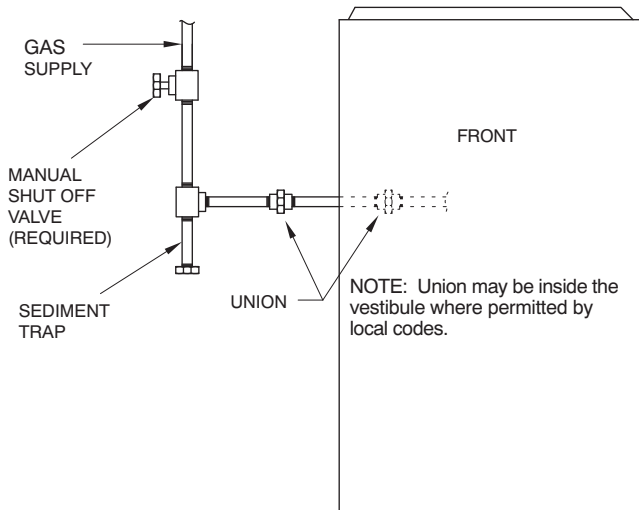 GAS
SUPPLY
FRONT
MANUAL
SHUT OFF
VALVE
(REQUIRED)
SEDIMENT
TRAP
UNION
NOTE: Union may be inside the
vestibule where permitted by
local codes.